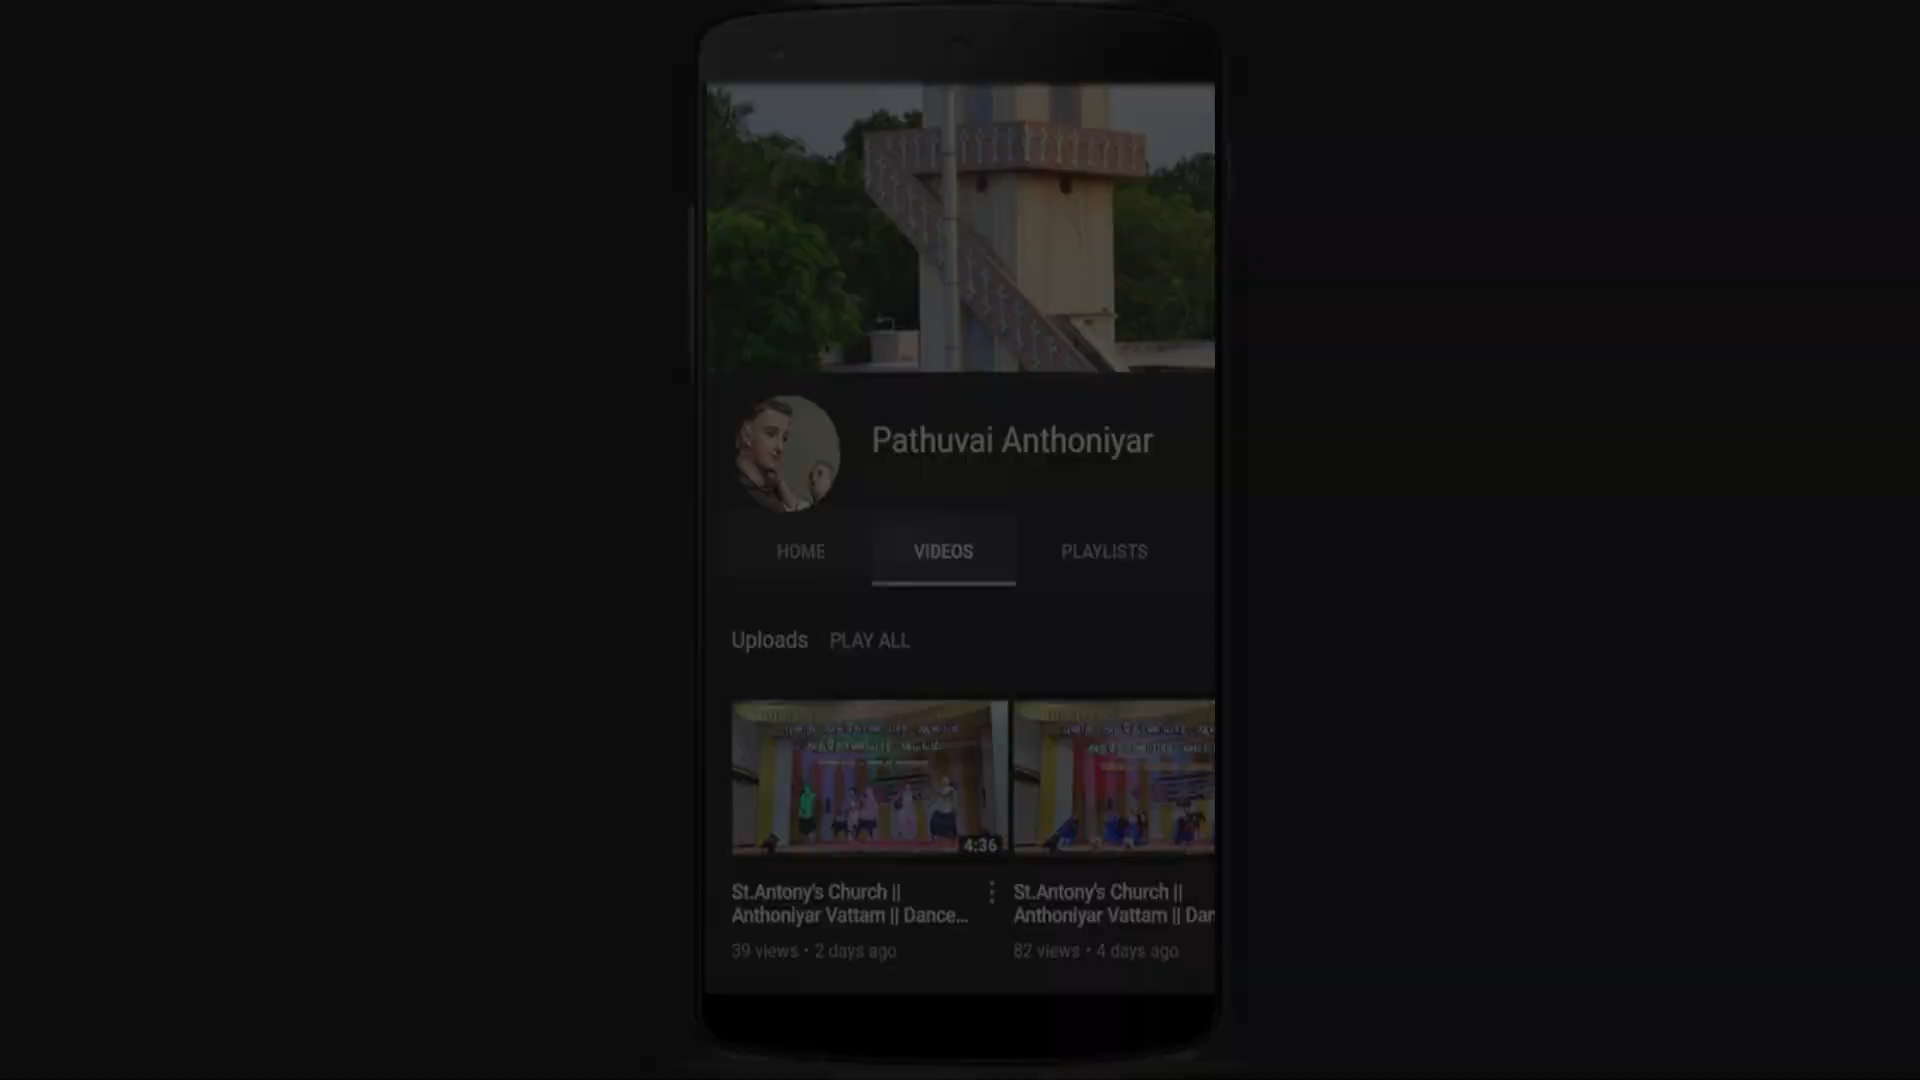 Pathuvai Anthoniyar
HOME VIDEOS PLAYLISTS
Uploads PLAY ALL
4:36
St.Antony's Church ||
Anthoniyar Vattam || Dance...
39 views • 2 days ago
St.Antony's Church ||
Anthoniyar Vattam || Dan
82 views • 4 days ago